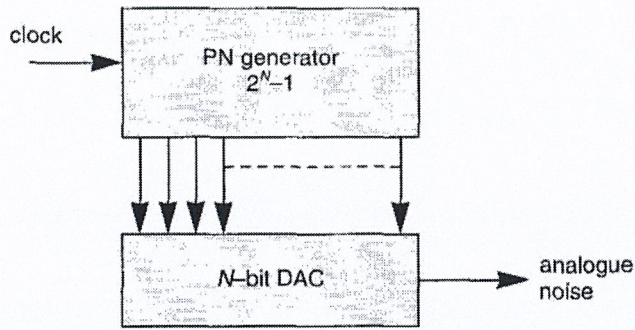 clock
PN generator
2^N–1
N–bit DAC
analogue
noise